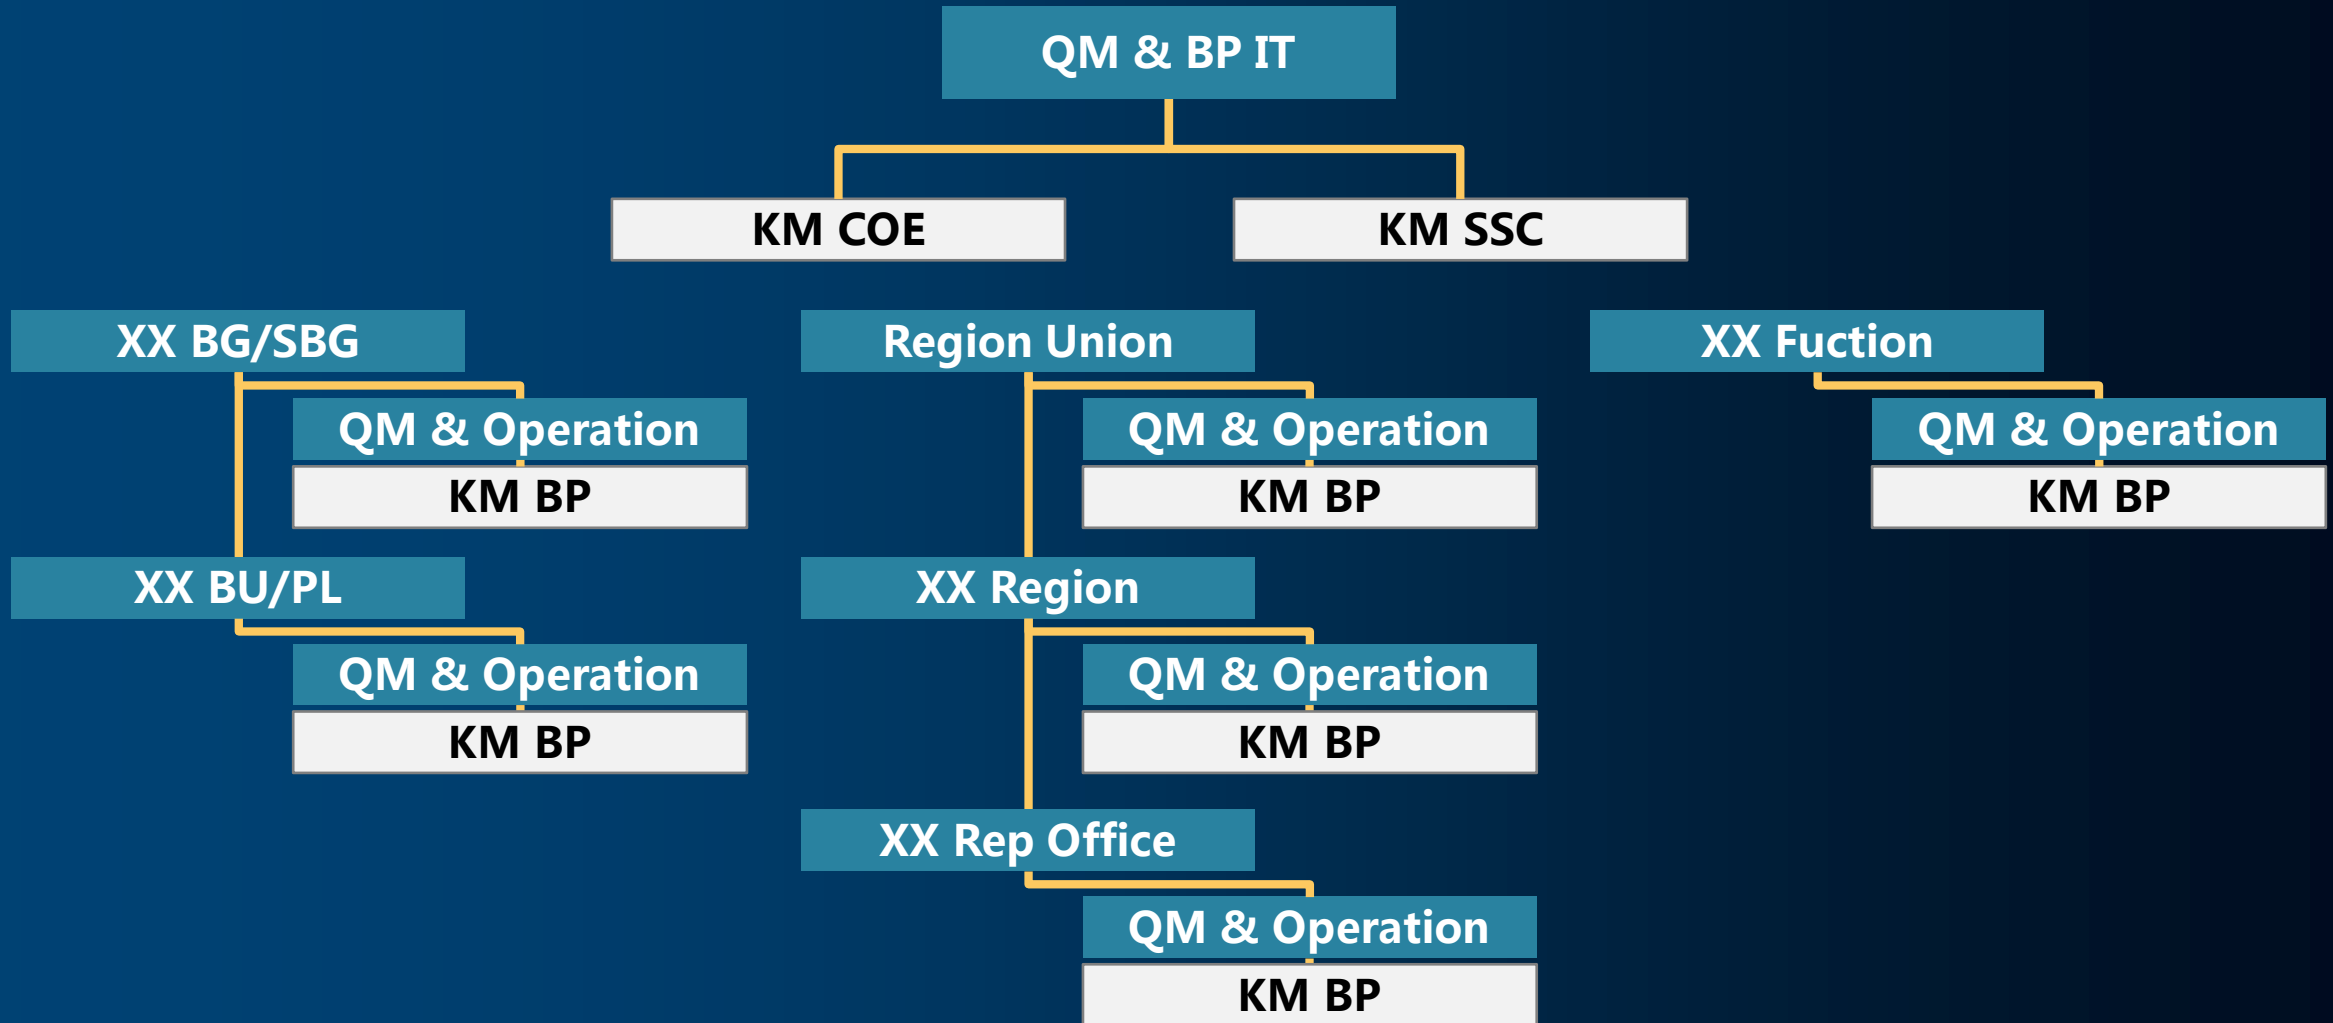 QM & BP IT
KM COE
KM SSC
XX BG/SBG
Region Union
XX Fuction
QM & Operation
QM & Operation
QM & Operation
KM BP
KM BP
KM BP
XX BU/PL
XX Region
QM & Operation
QM & Operation
KM BP
KM BP
XX Rep Office
QM & Operation
KM BP